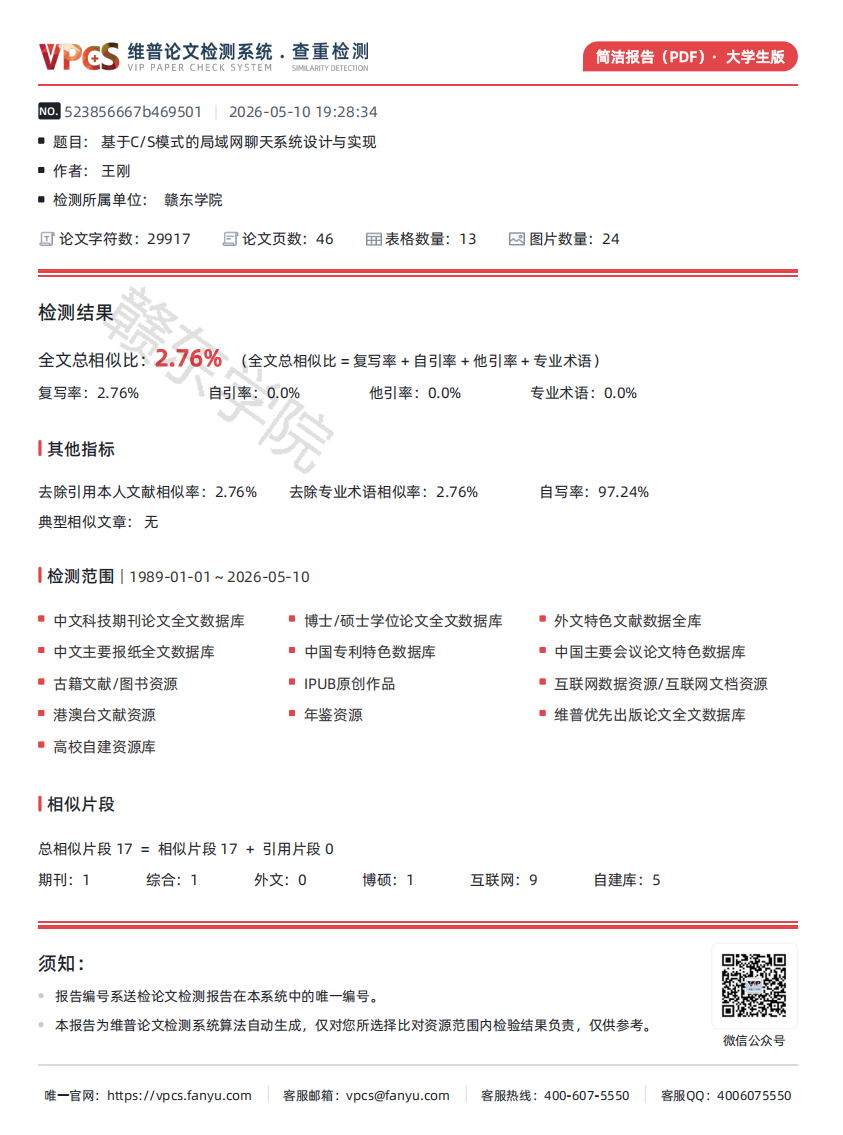 VPCS 维普论文检测系统 . 查重检测
VIP PAPER CHECK SYSTEM SIMILARITY DETECTION
简洁报告（PDF）· 大学生版
NO. 523856667b469501 | 2026-05-10 19:28:34
题目： 基于C/S模式的局域网聊天系统设计与实现
作者： 王刚
检测所属单位： 赣东学院
论文字符数：29917 论文页数：46 表格数量：13 图片数量：24
赣东学院
检测结果
全文总相似比：2.76% （全文总相似比 = 复写率 + 自引率 + 他引率 + 专业术语）
复写率：2.76% 自引率：0.0% 他引率：0.0% 专业术语：0.0%
其他指标
去除引用本人文献相似率：2.76% 去除专业术语相似率：2.76% 自写率：97.24%
典型相似文章： 无
检测范围 | 1989-01-01 ~ 2026-05-10
中文科技期刊论文全文数据库 博士/硕士学位论文全文数据库 外文特色文献数据全库
中文主要报纸全文数据库 中国专利特色数据库 中国主要会议论文特色数据库
古籍文献/图书资源 IPUB原创作品 互联网数据资源/互联网文档资源
港澳台文献资源 年鉴资源 维普优先出版论文全文数据库
高校自建资源库
相似片段
总相似片段 17 = 相似片段 17 + 引用片段 0
期刊：1 综合：1 外文：0 博硕：1 互联网：9 自建库：5
须知：
报告编号系送检论文检测报告在本系统中的唯一编号。
本报告为维普论文检测系统算法自动生成，仅对您所选择比对资源范围内检验结果负责，仅供参考。
微信公众号
唯一官网：https://vpcs.fanyu.com | 客服邮箱：vpcs@fanyu.com | 客服热线：400-607-5550 | 客服QQ：4006075550